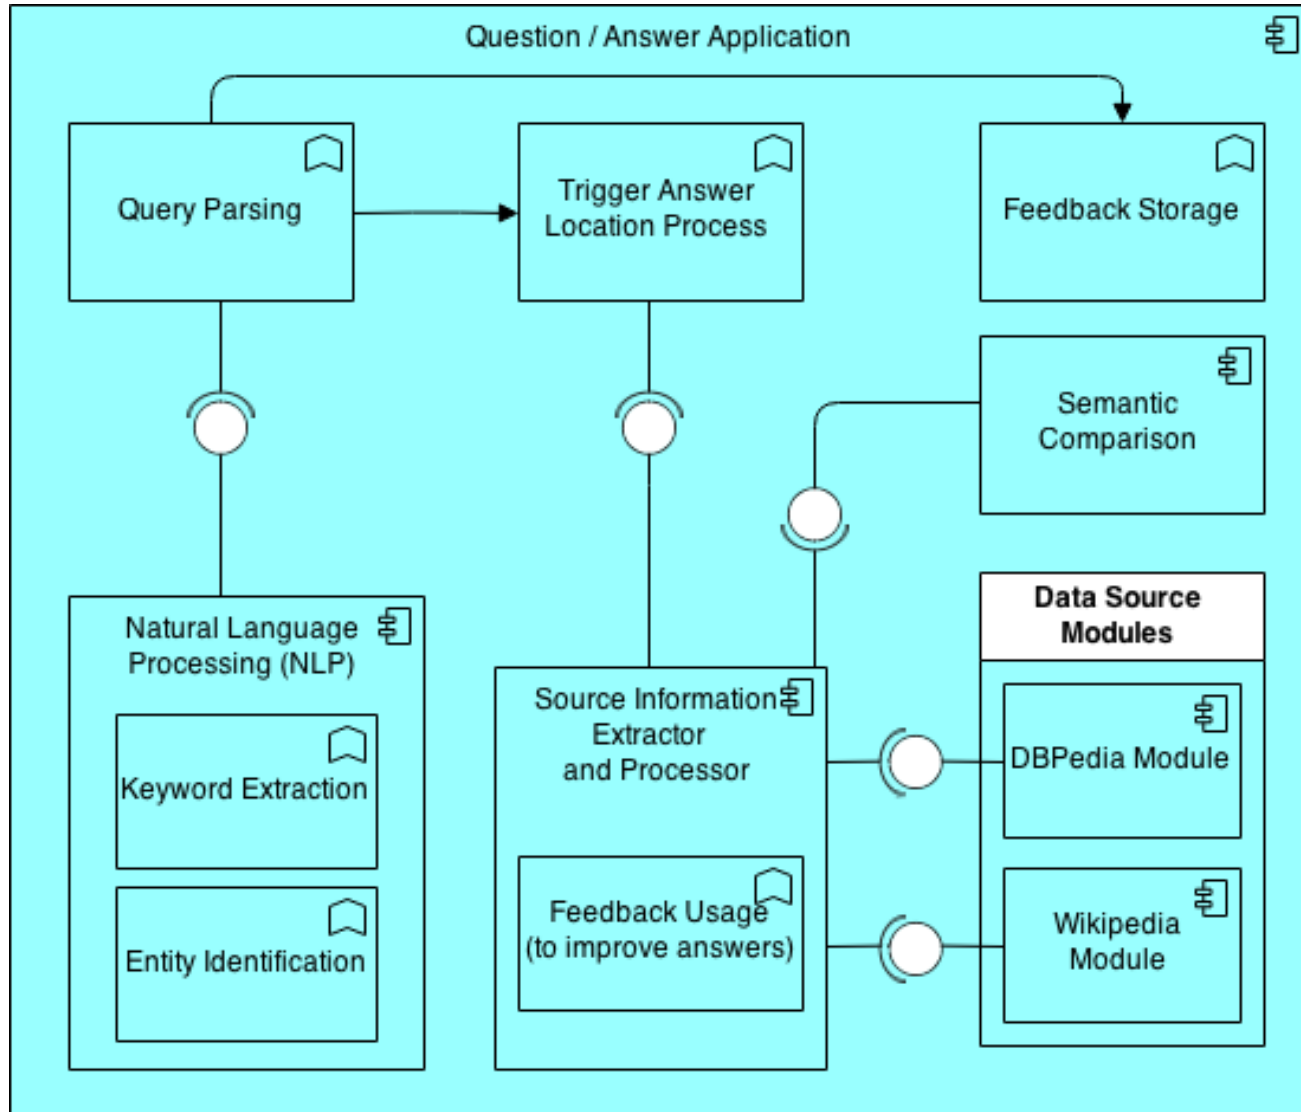 Question / Answer Application
Query Parsing
Trigger Answer
Location Process
Feedback Storage
Semantic
Comparison
Natural Language
Processing (NLP)
Keyword Extraction
Entity Identification
Source Information
Extractor
and Processor
Feedback Usage
(to improve answers)
Data Source
Modules
DBPedia Module
Wikipedia
Module